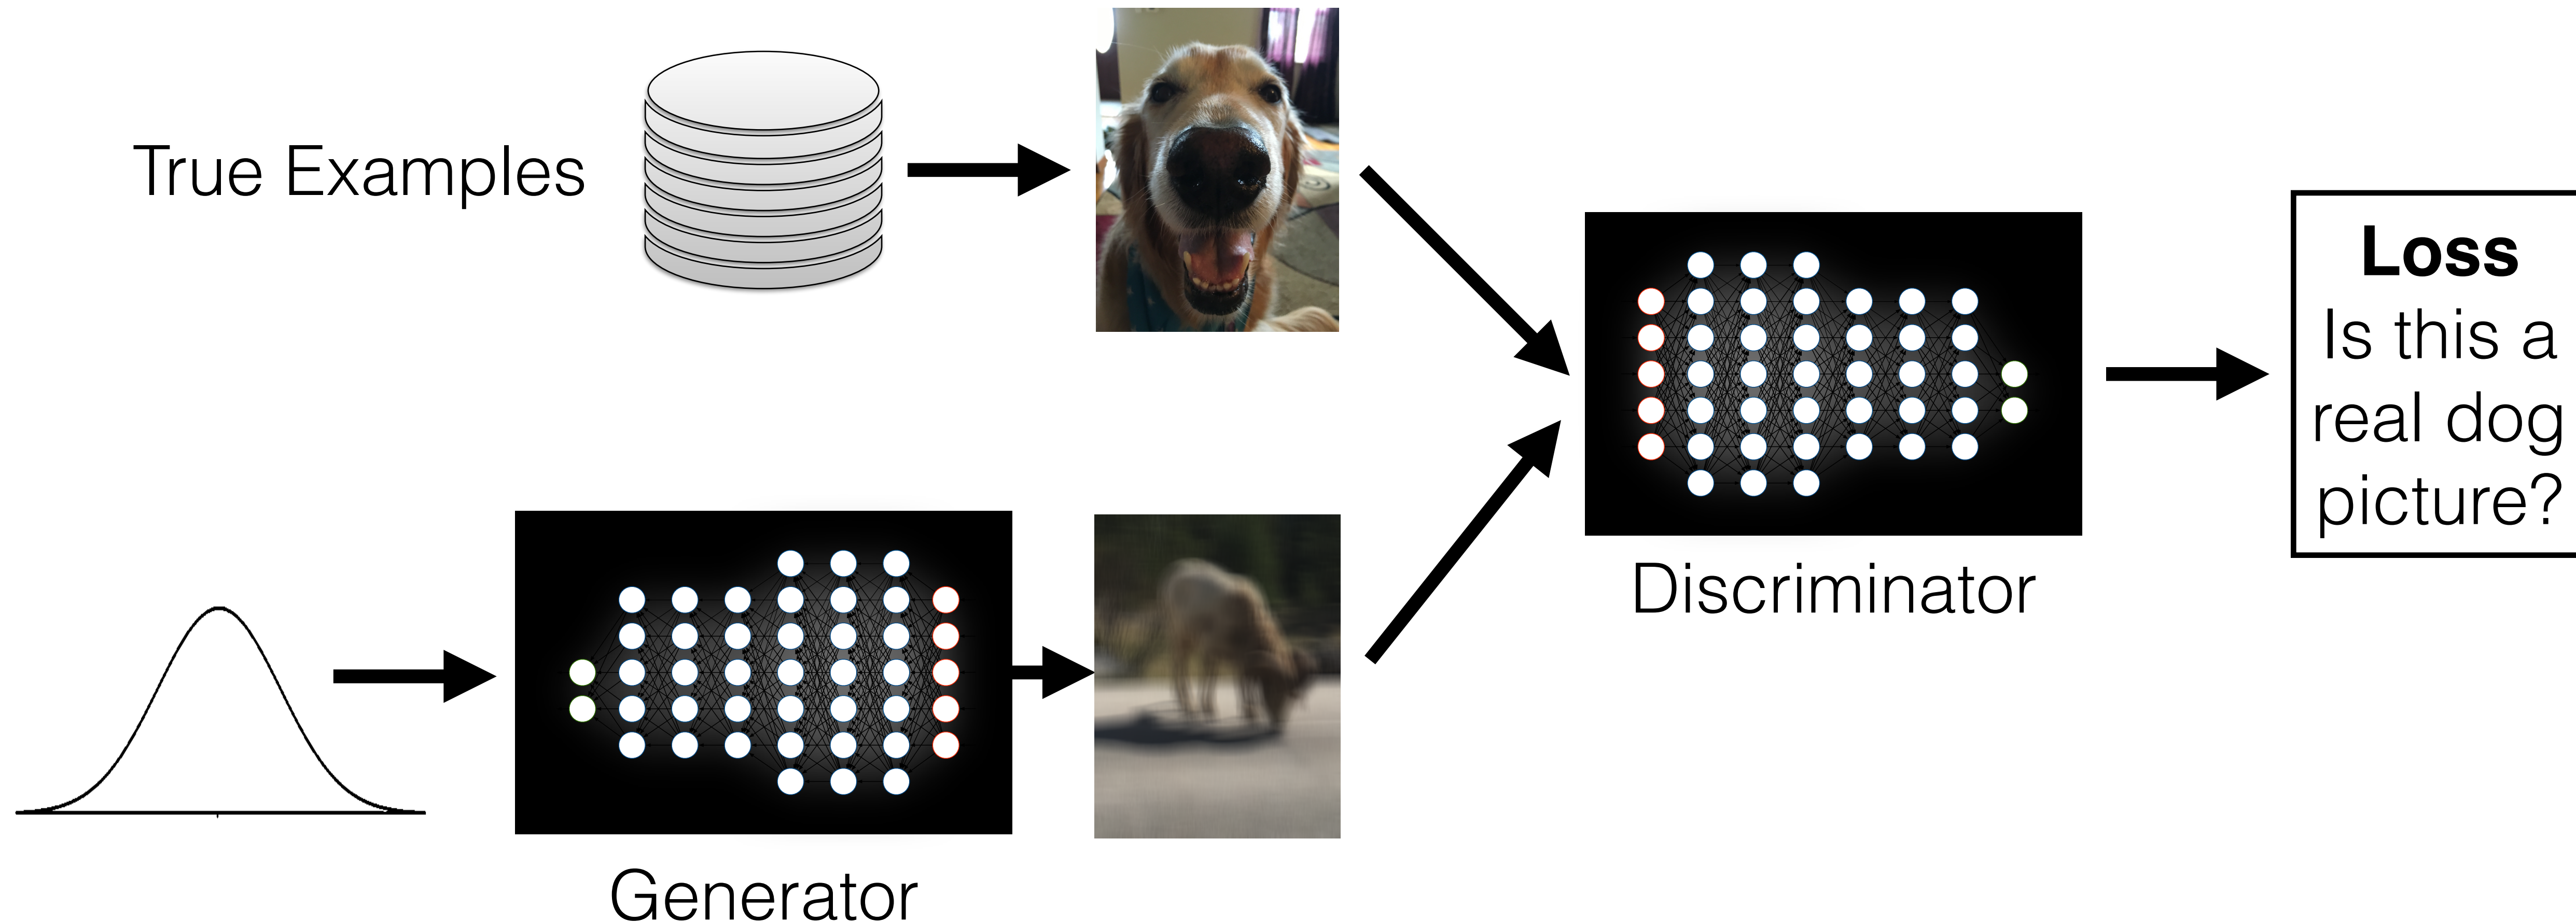 True Examples
Generator
Discriminator
Loss
Is this a
real dog
picture?